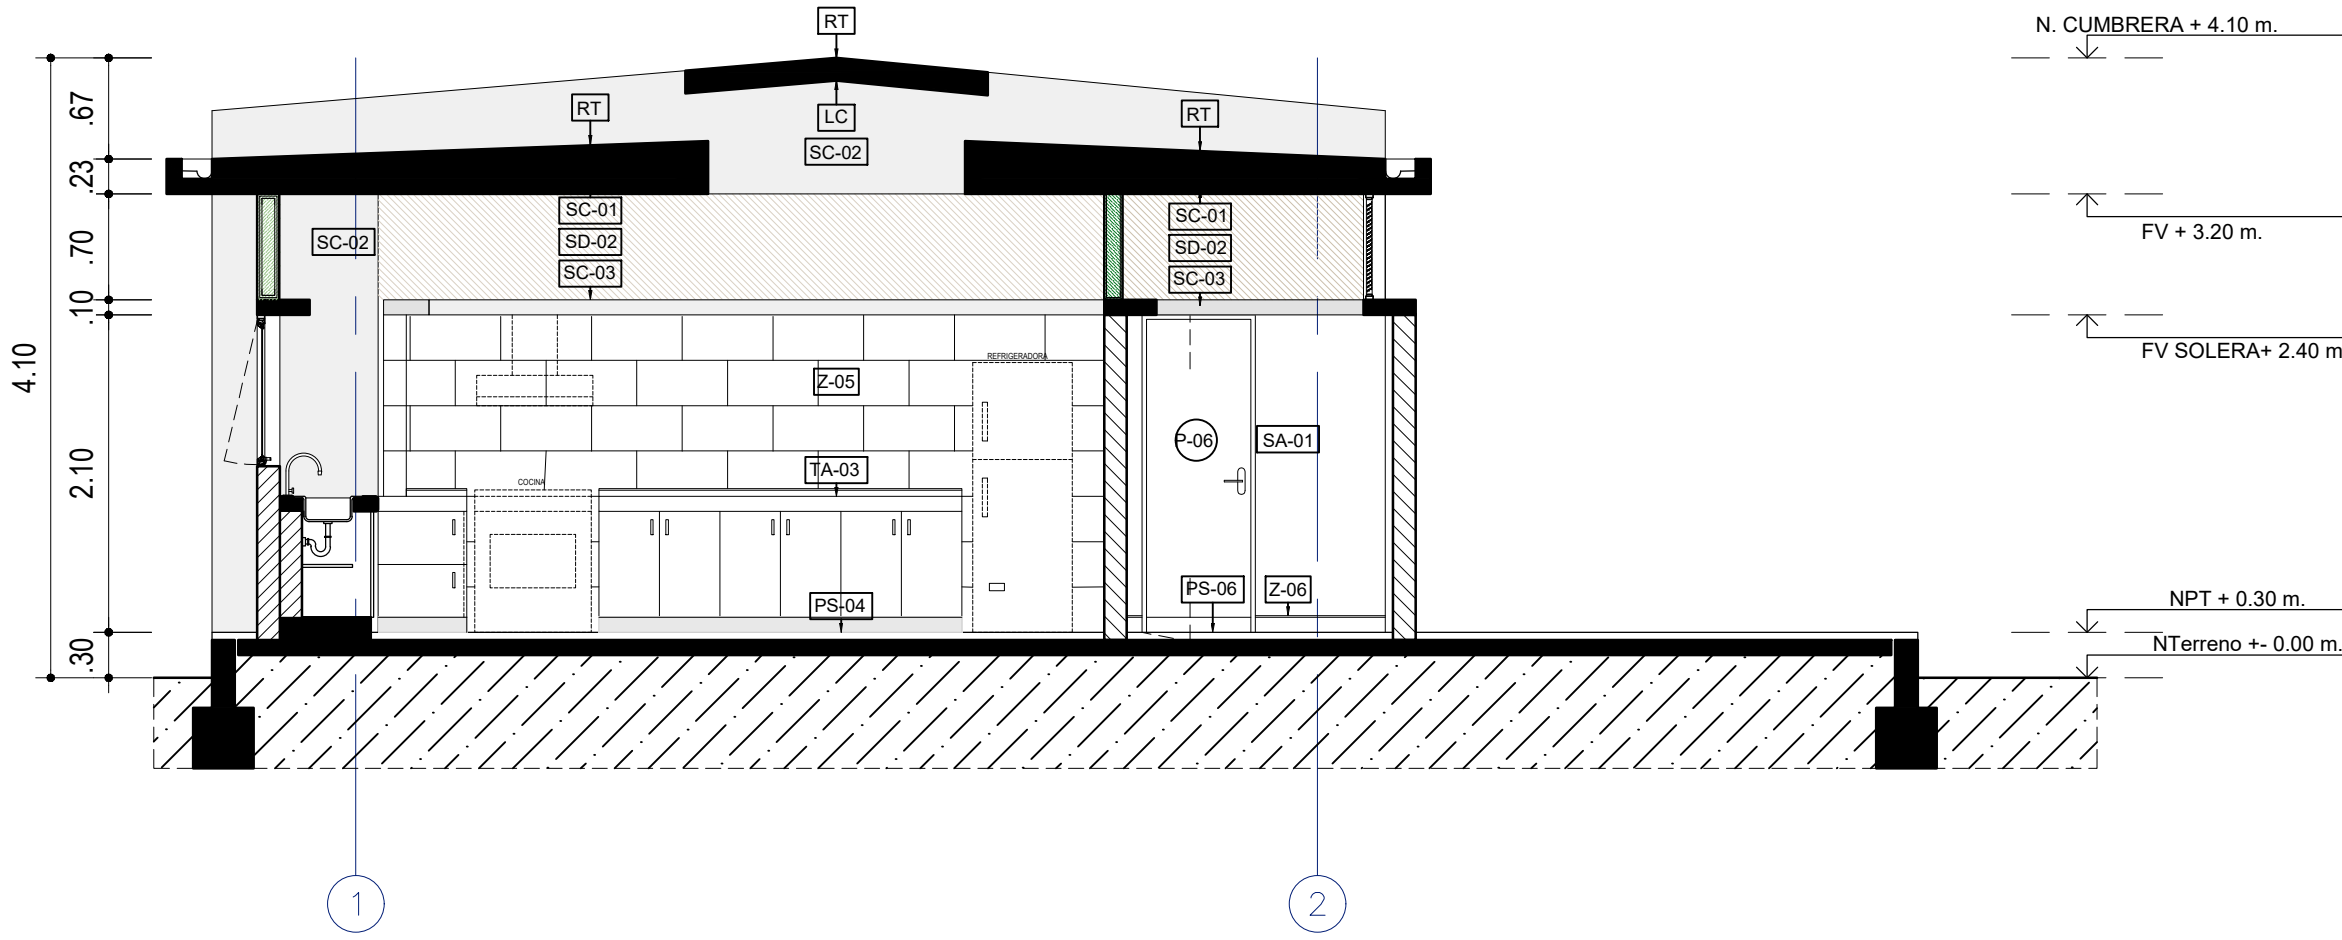 RT
N. CUMBRERA + 4.10 m.
.67
RT
LC
RT
SC-02
.23
SC-01
SC-01
SC-02
SD-02
SD-02
FV + 3.20 m.
.70
SC-03
SC-03
.10
4.10
REFRIGERADORA
FV SOLERA+ 2.40 m
Z-05
P-06
SA-01
2.10
TA-03
COCINA
PS-04
PS-06
Z-06
NPT + 0.30 m.
.30
NTerreno +- 0.00 m.
1
2